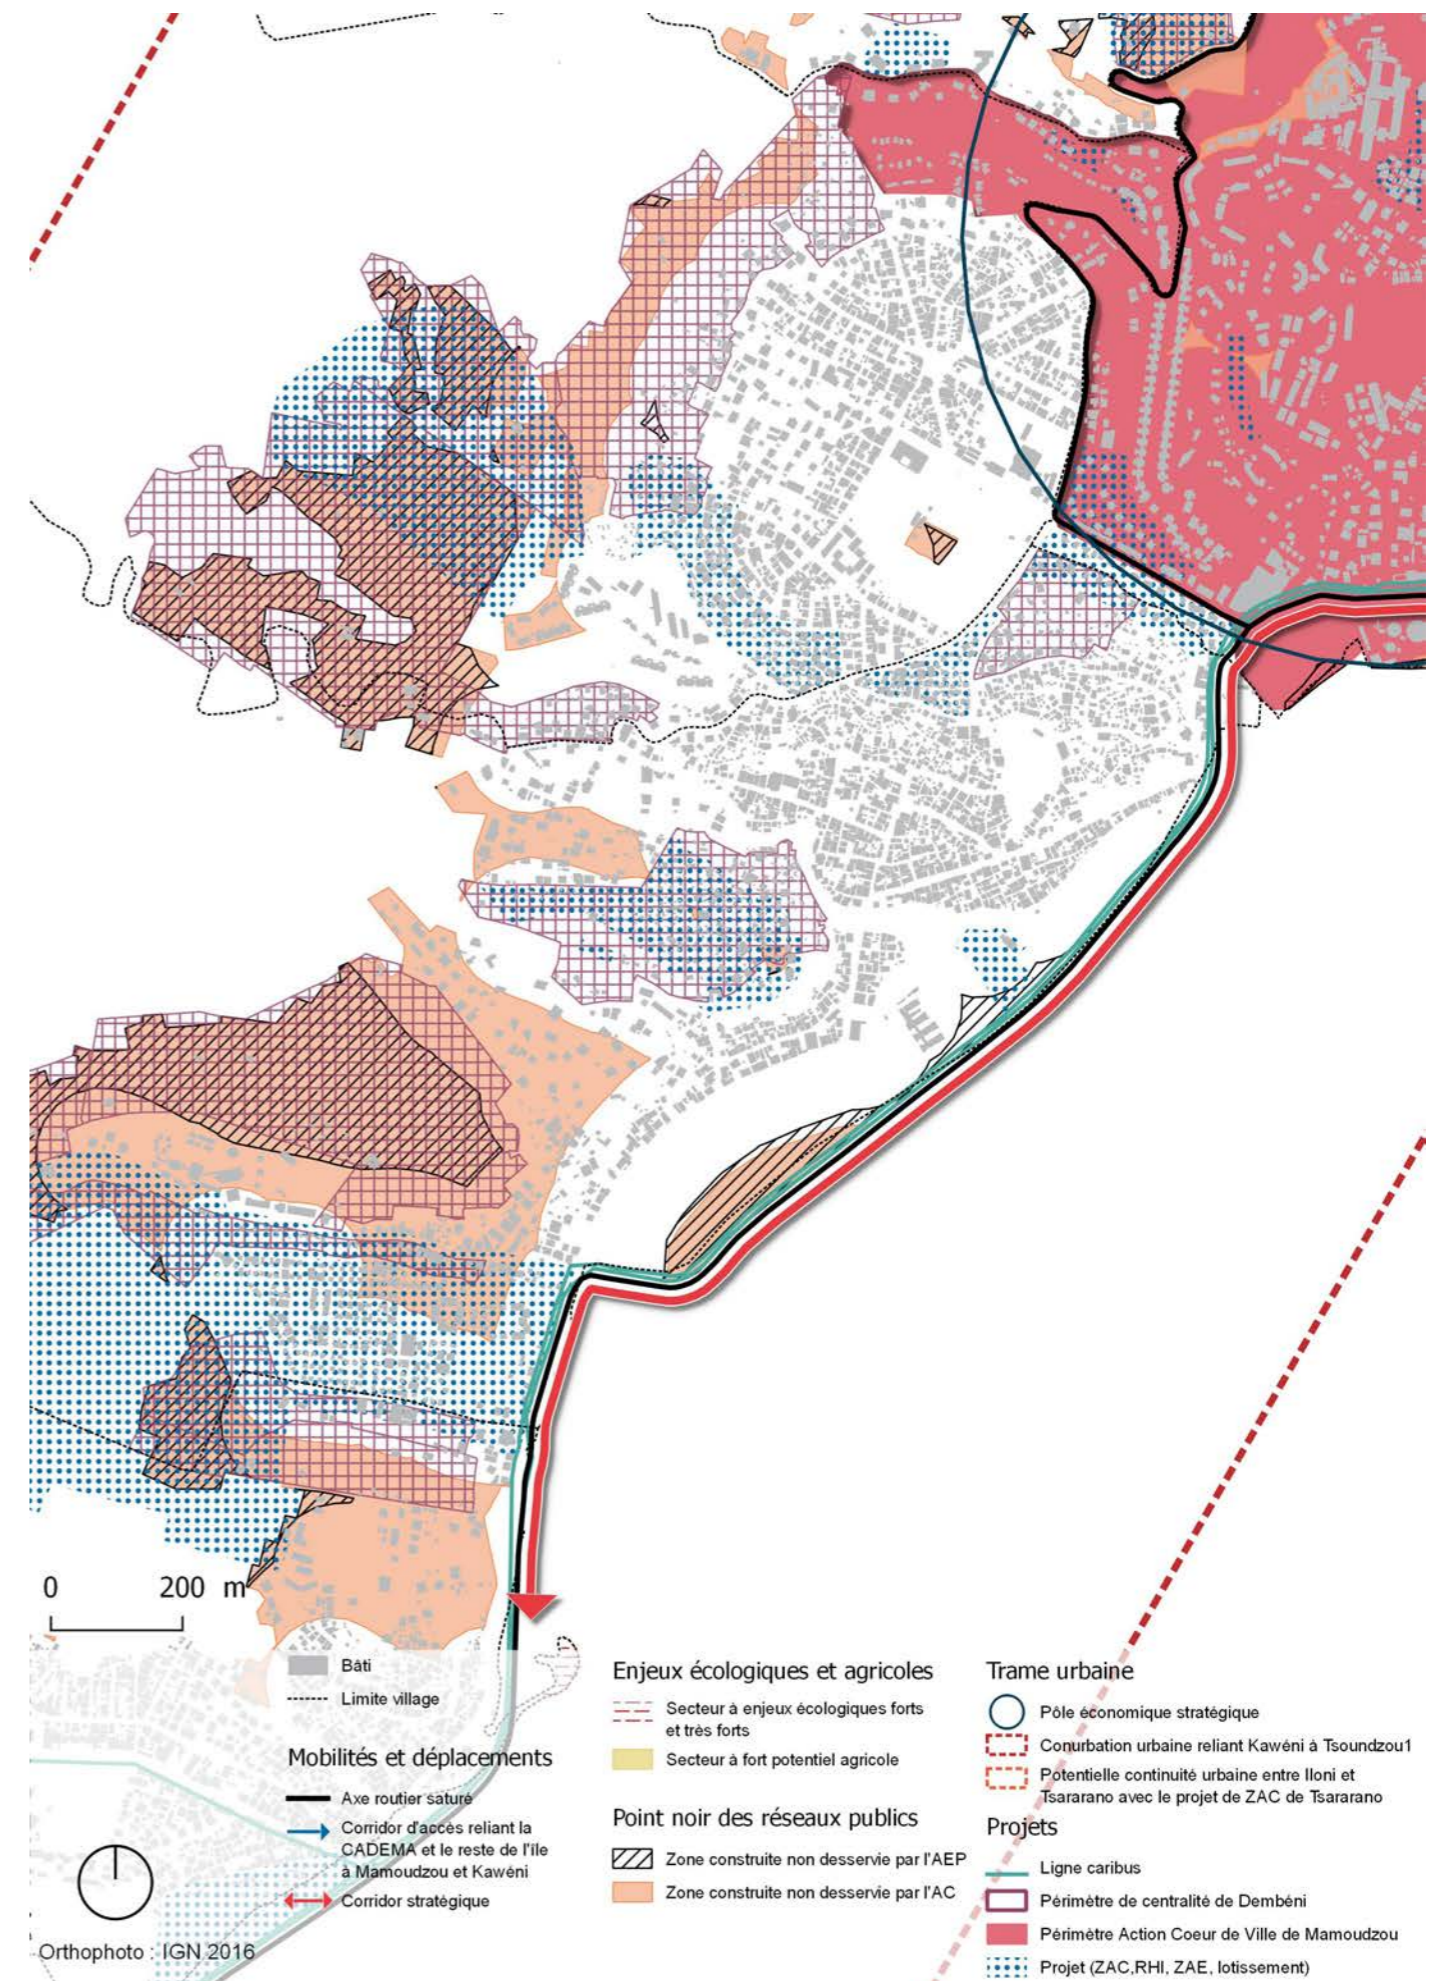 0 200 m
Bâti
Limite village
Mobilités et déplacements
Axe routier saturé
Corridor d'accès reliant la
CADEMA et le reste de l'île
à Mamoudzou et Kawéni
Corridor stratégique
Orthophoto : IGN 2016
Enjeux écologiques et agricoles
Secteur à enjeux écologiques forts
et très forts
Secteur à fort potentiel agricole
Point noir des réseaux publics
Zone construite non desservie par l'AEP
Zone construite non desservie par l'AC
Trame urbaine
Pôle économique stratégique
Conurbation urbaine reliant Kawéni à Tsoundzou1
Potentielle continuité urbaine entre Iloni et
Tsararano avec le projet de ZAC de Tsararano
Projets
Ligne caribus
Périmètre de centralité de Dembéni
Périmètre Action Coeur de Ville de Mamoudzou
Projet (ZAC,RHI, ZAE, lotissement)